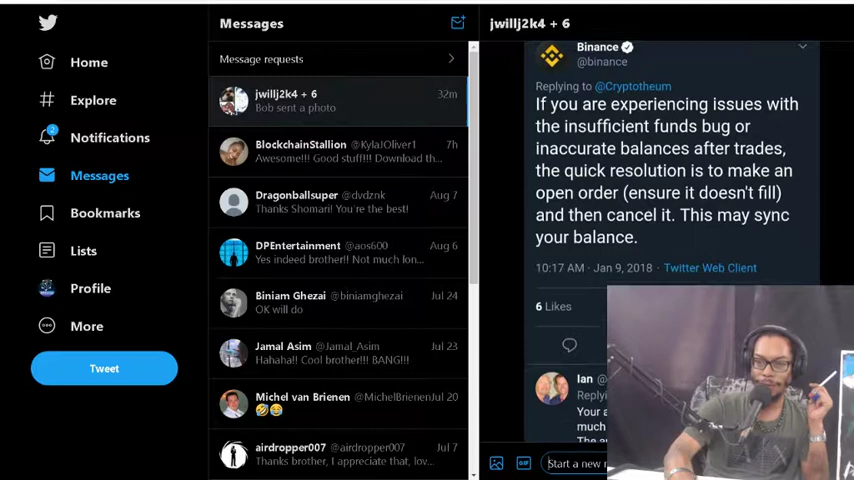 Home
Explore
2
Notifications
Messages
Bookmarks
Lists
Profile
More
Tweet
Messages
Message requests
jwillj2k4 + 6
32m
Bob sent a photo
BlockchainStallion @KylaJOliver1
7h
Awesome!!! Good stuff!!! Download th...
Dragonballsuper @dvdznk
Aug 7
Thanks Shomari! You're the best!
DPEntertainment @aos600
Aug 6
Yes indeed brother!! Not much lon...
Biniam Ghezai @biniamghezai
Jul 24
OK will do
Jamal Asim @Jamal_Asim
Jul 23
Hahaha!! Cool brother!!! BANG!!!
Michel van Brienen @MichelBrienen
Jul 20
airdropper007 @airdropper007
Jul 7
Thanks brother, I appreciate that, lov...
jwillj2k4 + 6
Binance
@binance
Replying to @Cryptotheum
If you are experiencing issues with
the insufficient funds bug or
inaccurate balances after trades,
the quick resolution is to make an
open order (ensure it doesn't fill)
and then cancel it. This may sync
your balance.
10:17 AM · Jan 9, 2018 · Twitter Web Client
6 Likes
Ian @
Replyi
Your a
much
The a
GIF
Start a new